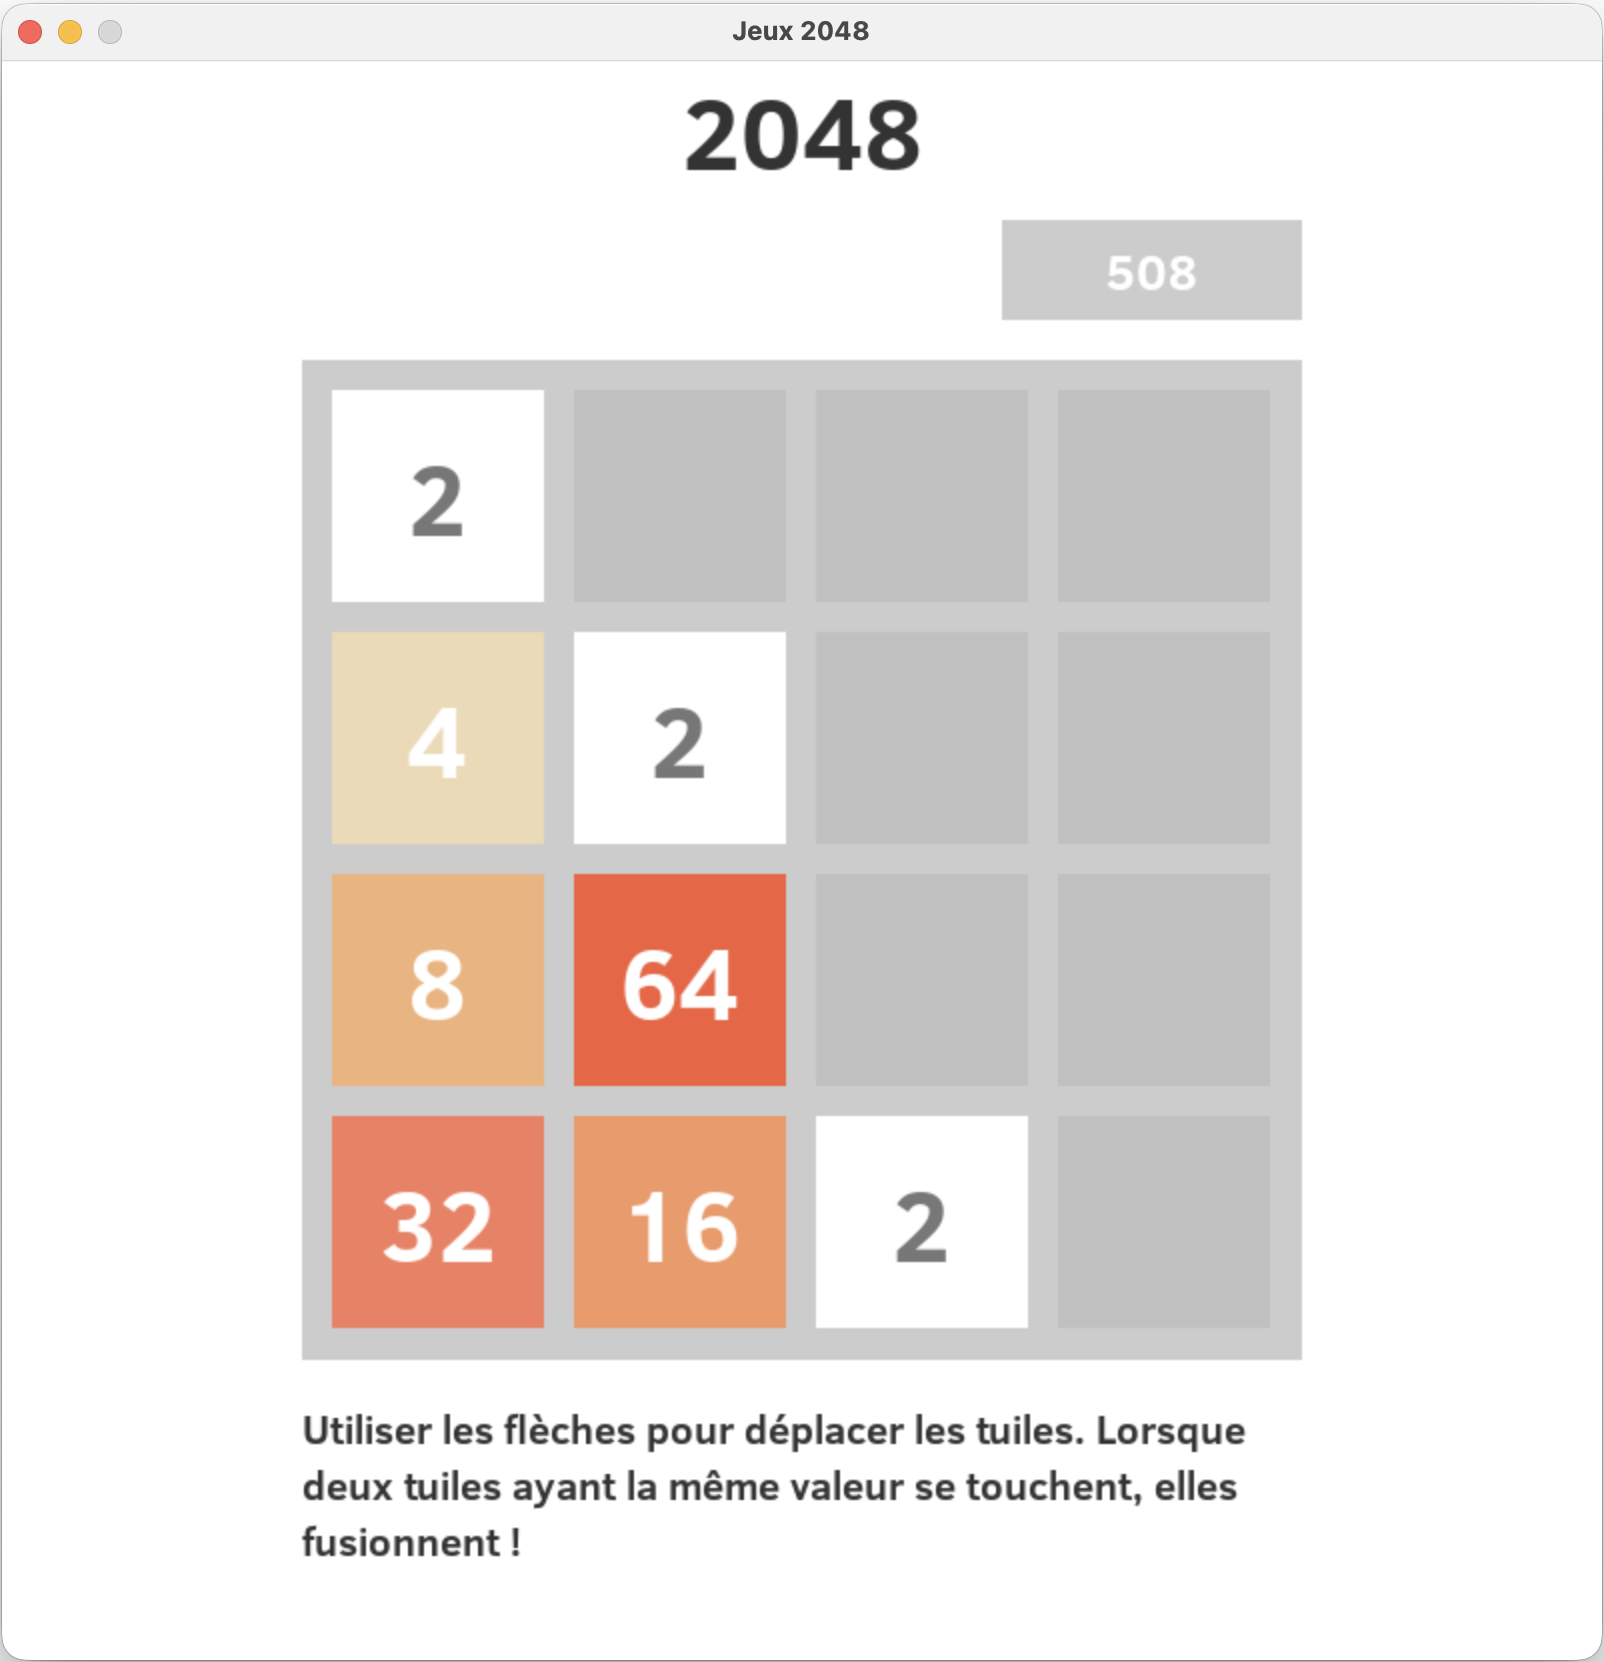 Jeux 2048
2048
508
2
4 2
8 64
32 16 2
Utiliser les flèches pour déplacer les tuiles. Lorsque
deux tuiles ayant la même valeur se touchent, elles
fusionnent !